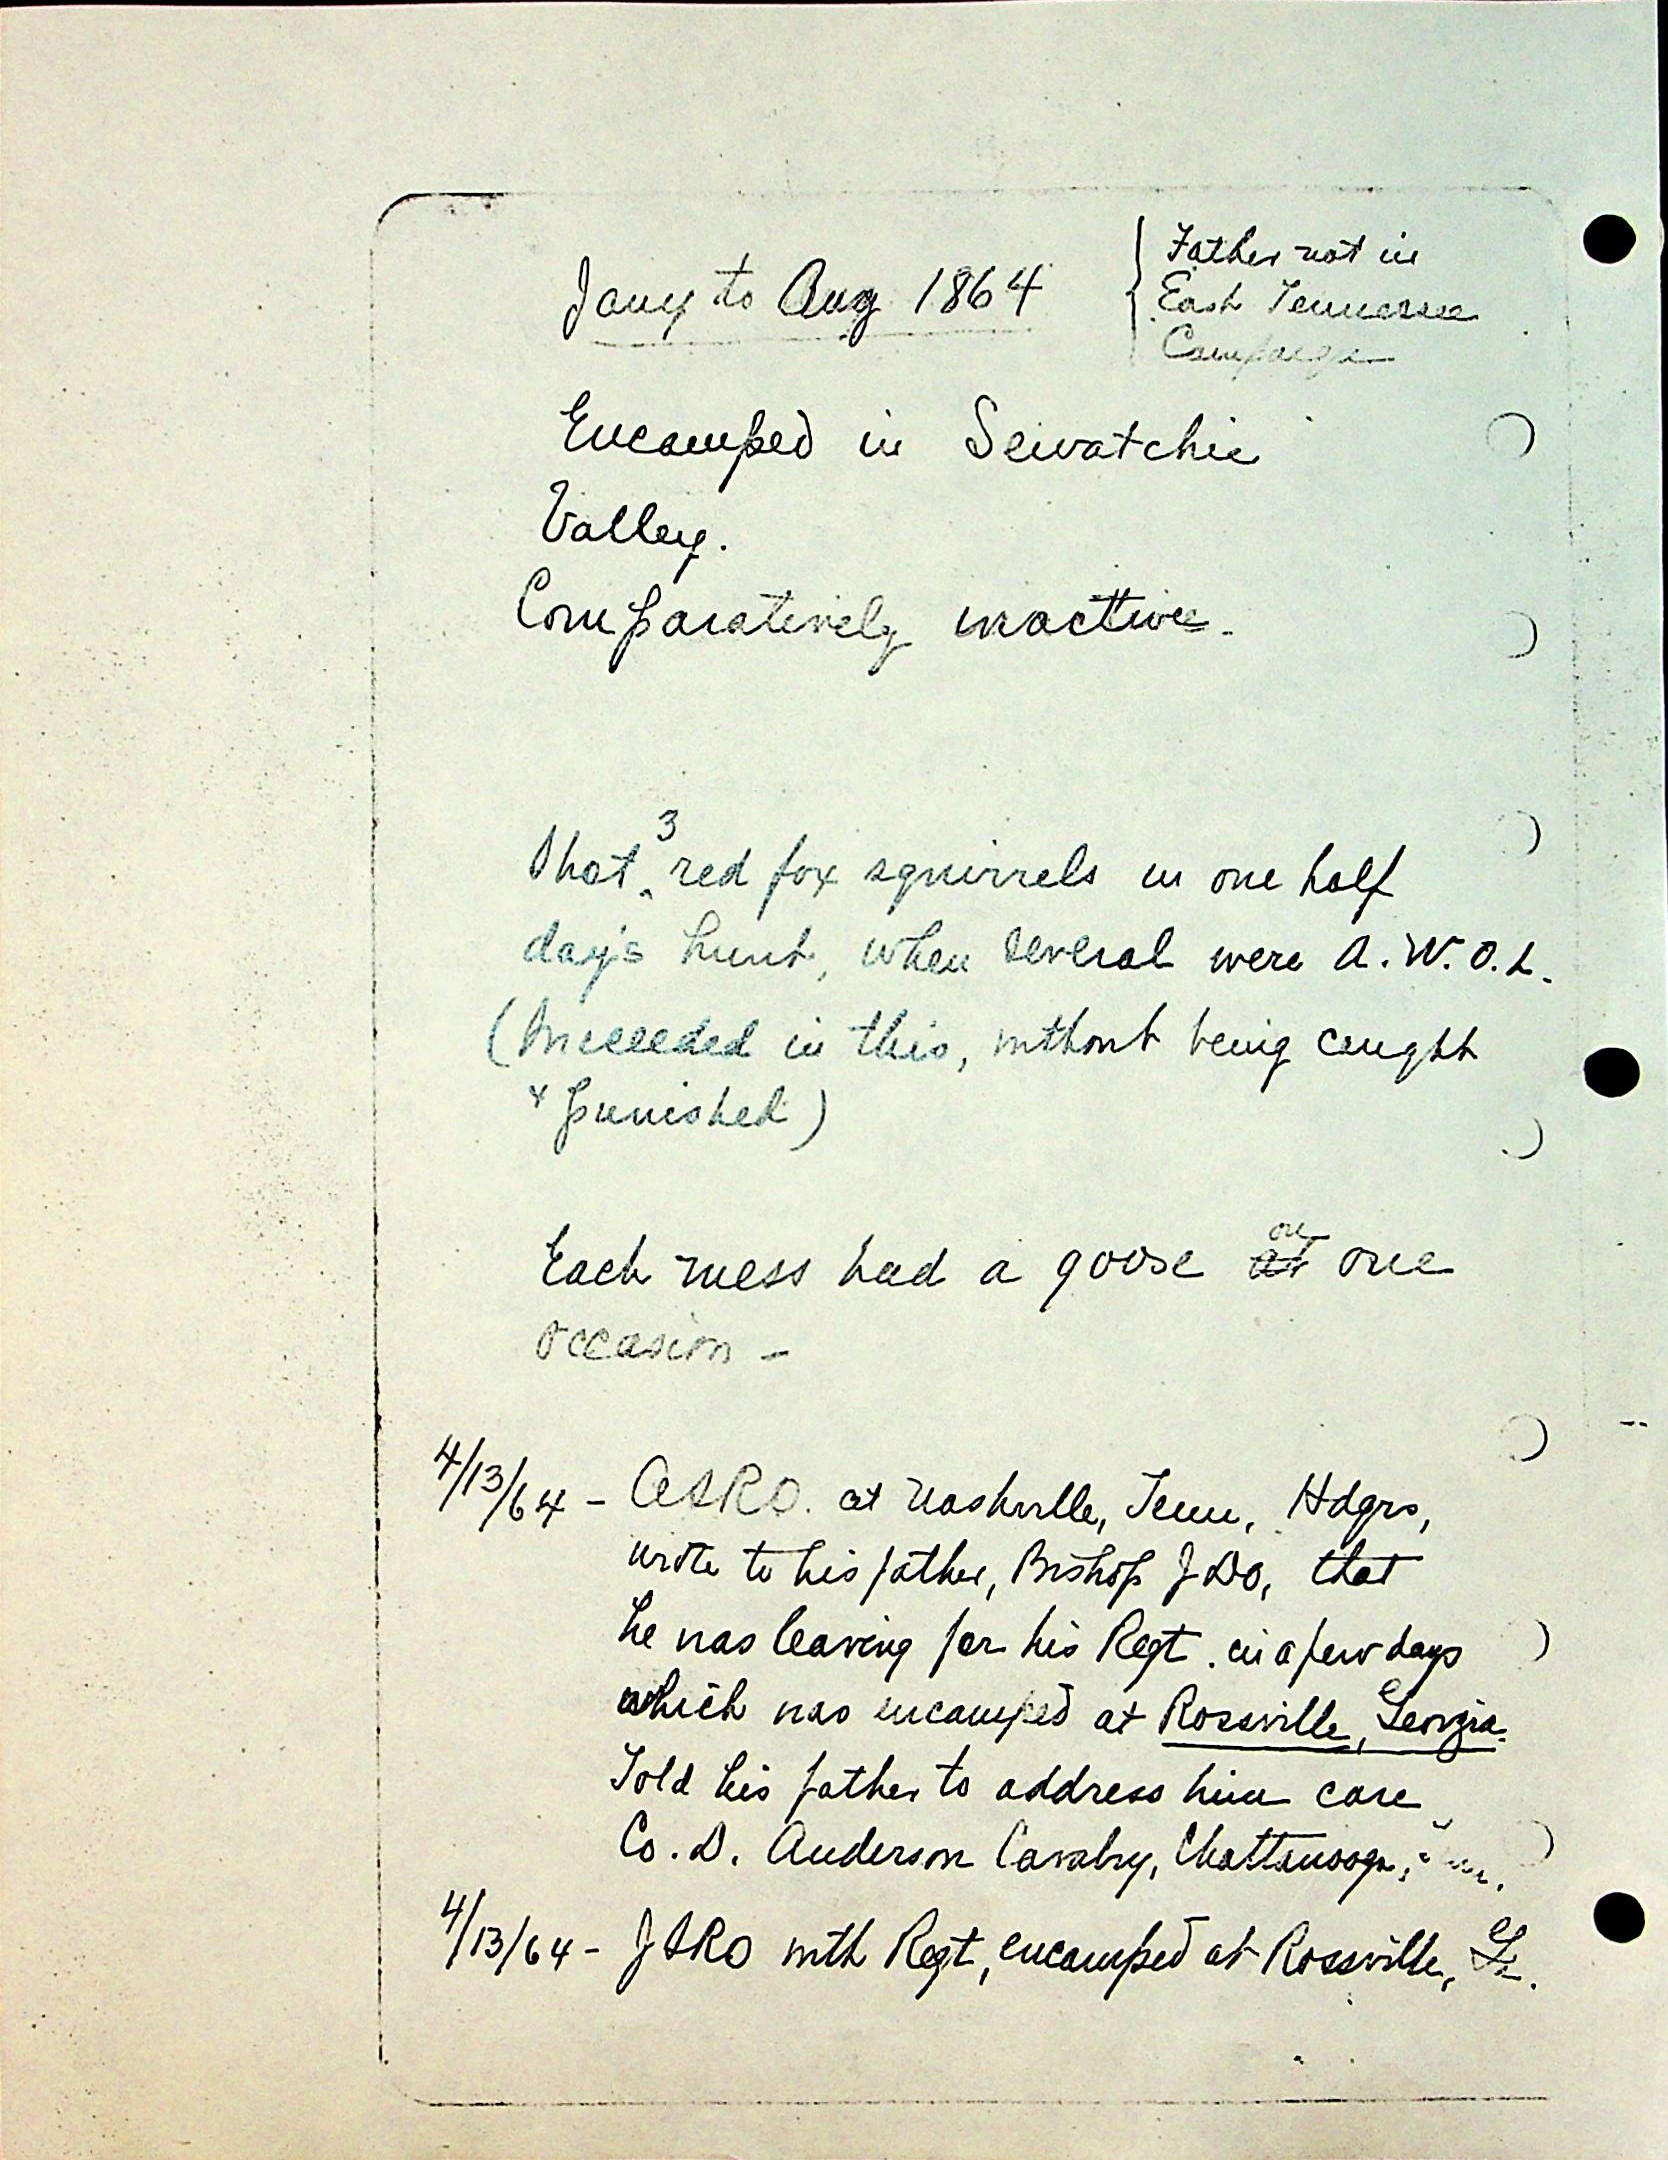 Jany to Aug 1864
{ Father not in
East Tennessee
Campaign
Encamped in Sewatchie
Valley.
Comparatively inactive.
Shot ^3 red fox squirrels in one half
day's hunt, when several were A.W.O.L.
(Succeeded in this, without being caught
& punished)
Each mess had a goose ~~at~~ on one
occasion -
4/13/64 - CSRO. at Nashville, Tenn, Hdqrs,
wrote to his father, Bishop JDO, that
he was leaving for his Regt. in a few days
which was encamped at Rossville, Georgia.
Told his father to address him care
Co. D. Anderson Cavalry, Chattanooga,
4/13/64 - JSRO with Regt, encamped at Rossville, Ga.